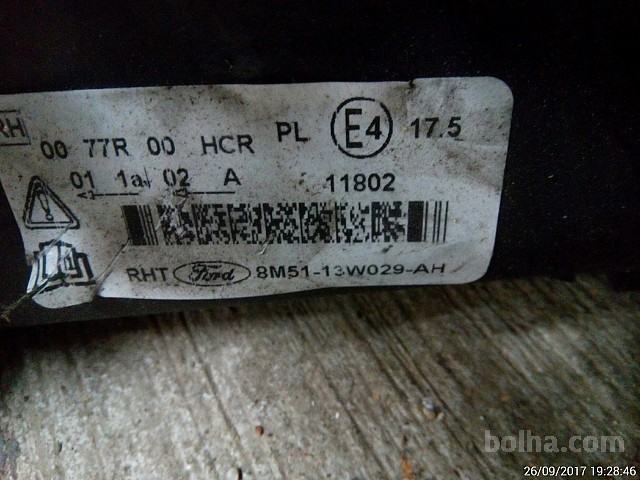 RH
00 77R 00 HCR PL E4 17.5
01 1a 02 A 11802
RHT Ford 8M51-13W029-AH
bolha.com
26/09/2017 19:28:46